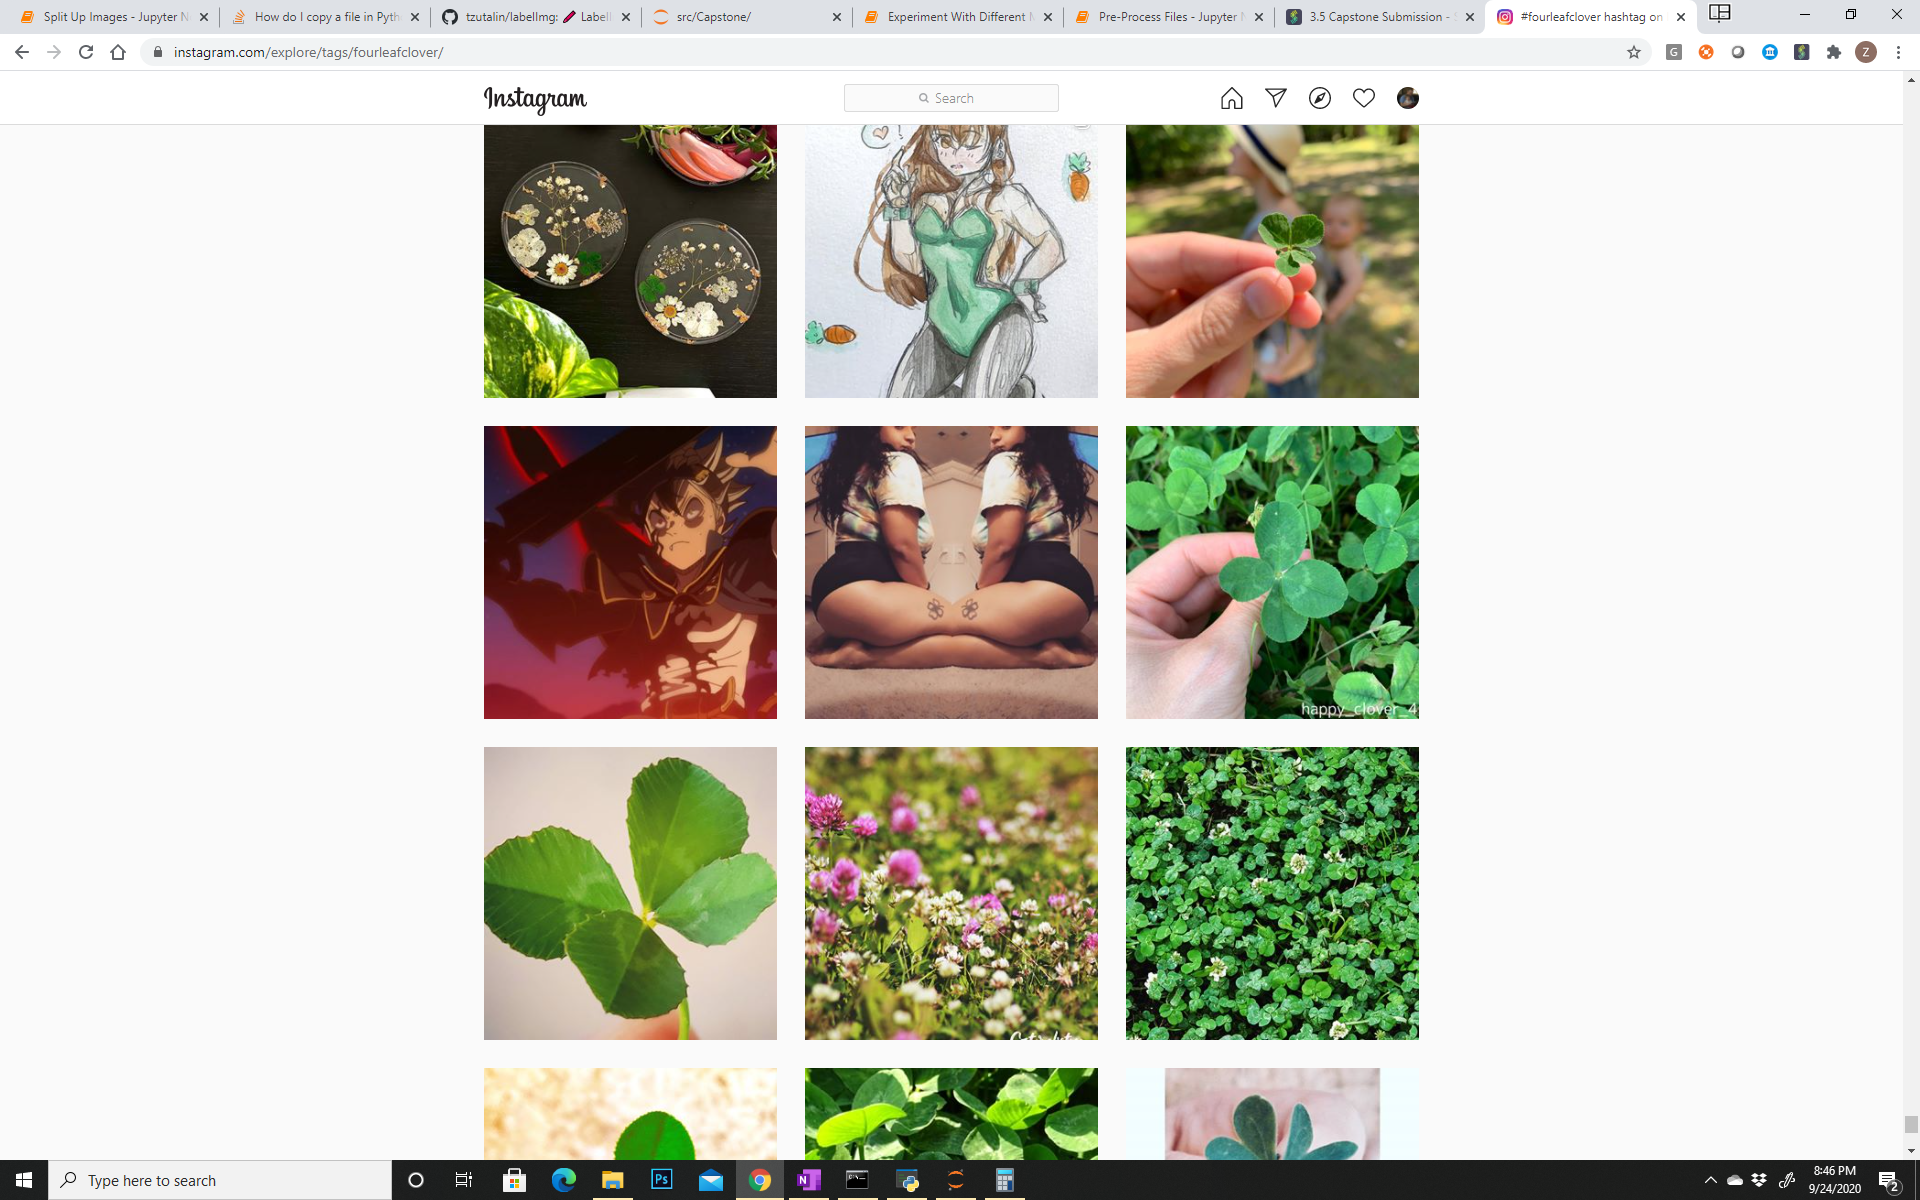 Split Up Images - Jupyter N
How do I copy a file in Pyth
tzutalin/labelImg: 🖍 Label
src/Capstone/
Experiment With Different M
Pre-Process Files - Jupyter N
3.5 Capstone Submission - S
#fourleafclover hashtag on
instagram.com/explore/tags/fourleafclover/
G
Z
Instagram
Search
happy_clover_4
Type here to search
Ps
N
8:46 PM
9/24/2020
2